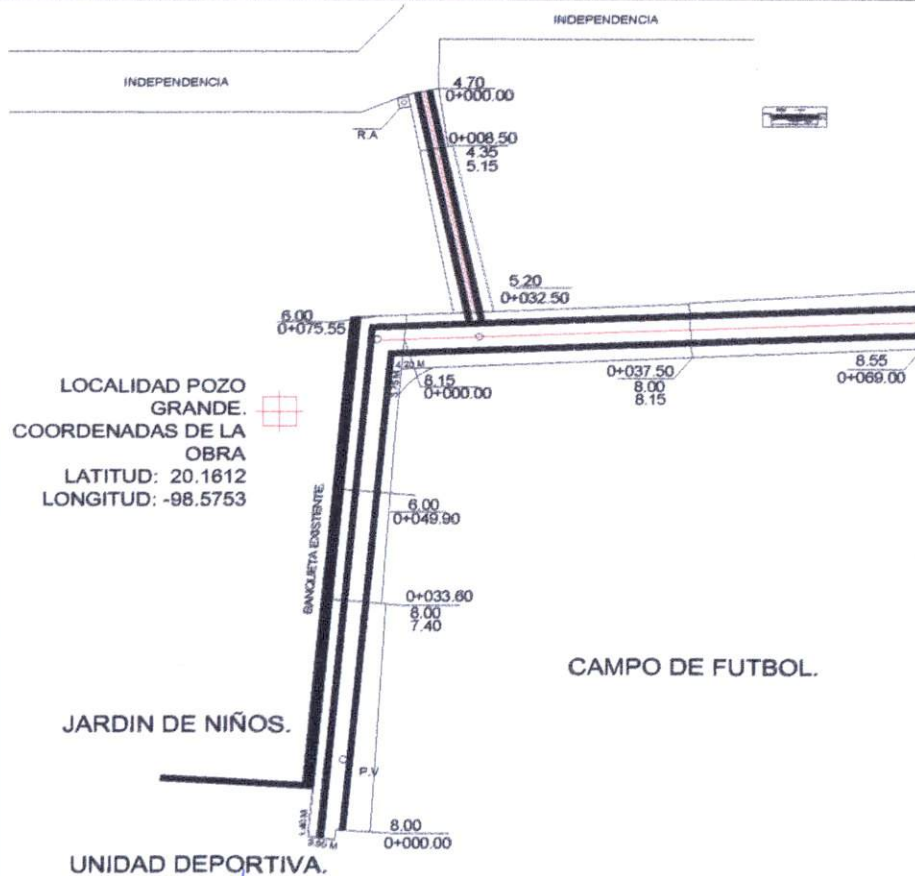 INDEPENDENCIA
INDEPENDENCIA
4.70
0+000.00
R.A
0+008.50
4.35
5.15
5.20
0+032.50
6.00
0+075.55
LOCALIDAD POZO
GRANDE.
COORDENADAS DE LA
OBRA
LATITUD: 20.1612
LONGITUD: -98.5753
8.15
0+000.00
0+037.50
8.00
8.15
8.55
0+069.00
BANQUETA EXISTENTE.
6.00
0+049.90
0+033.60
8.00
7.40
CAMPO DE FUTBOL.
JARDIN DE NIÑOS.
P.V
1.40 M
8.00
0+000.00
UNIDAD DEPORTIVA.